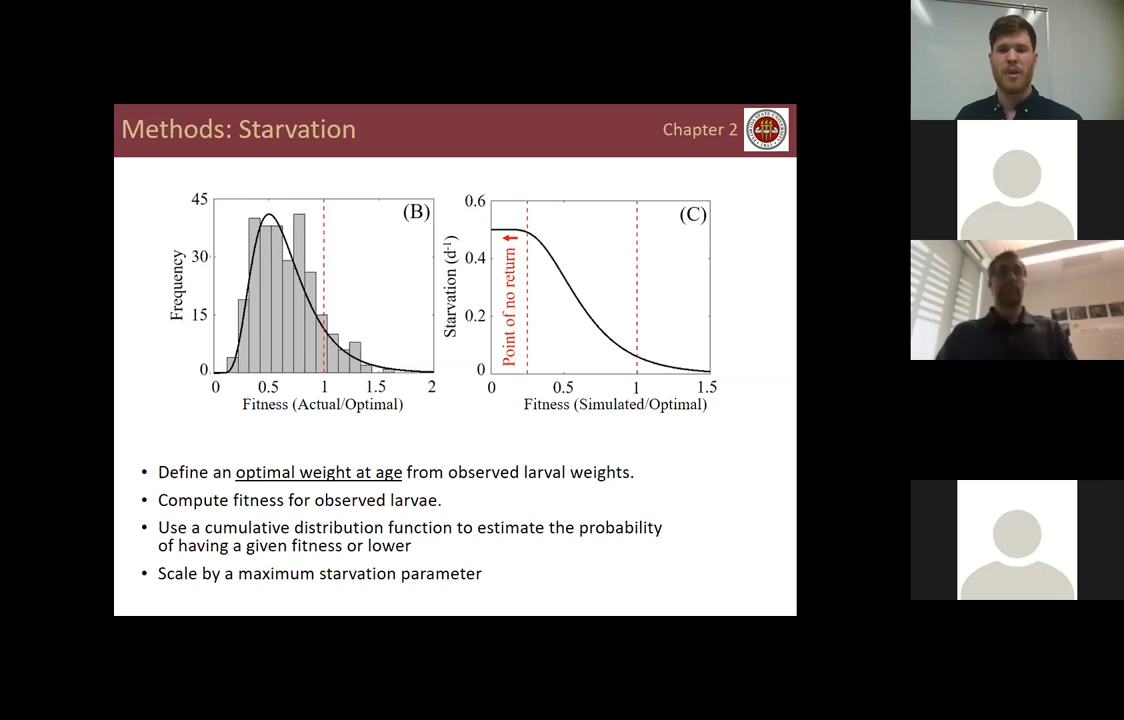 Methods: Starvation
Chapter 2
45
30
15
0
Frequency
(B)
0
0.5
1
1.5
2
Fitness (Actual/Optimal)
0.6
0.4
0.2
0
Starvation (d-1)
Point of no return
(C)
0
0.5
1
1.5
Fitness (Simulated/Optimal)
• Define an optimal weight at age from observed larval weights.
• Compute fitness for observed larvae.
• Use a cumulative distribution function to estimate the probability
of having a given fitness or lower
• Scale by a maximum starvation parameter